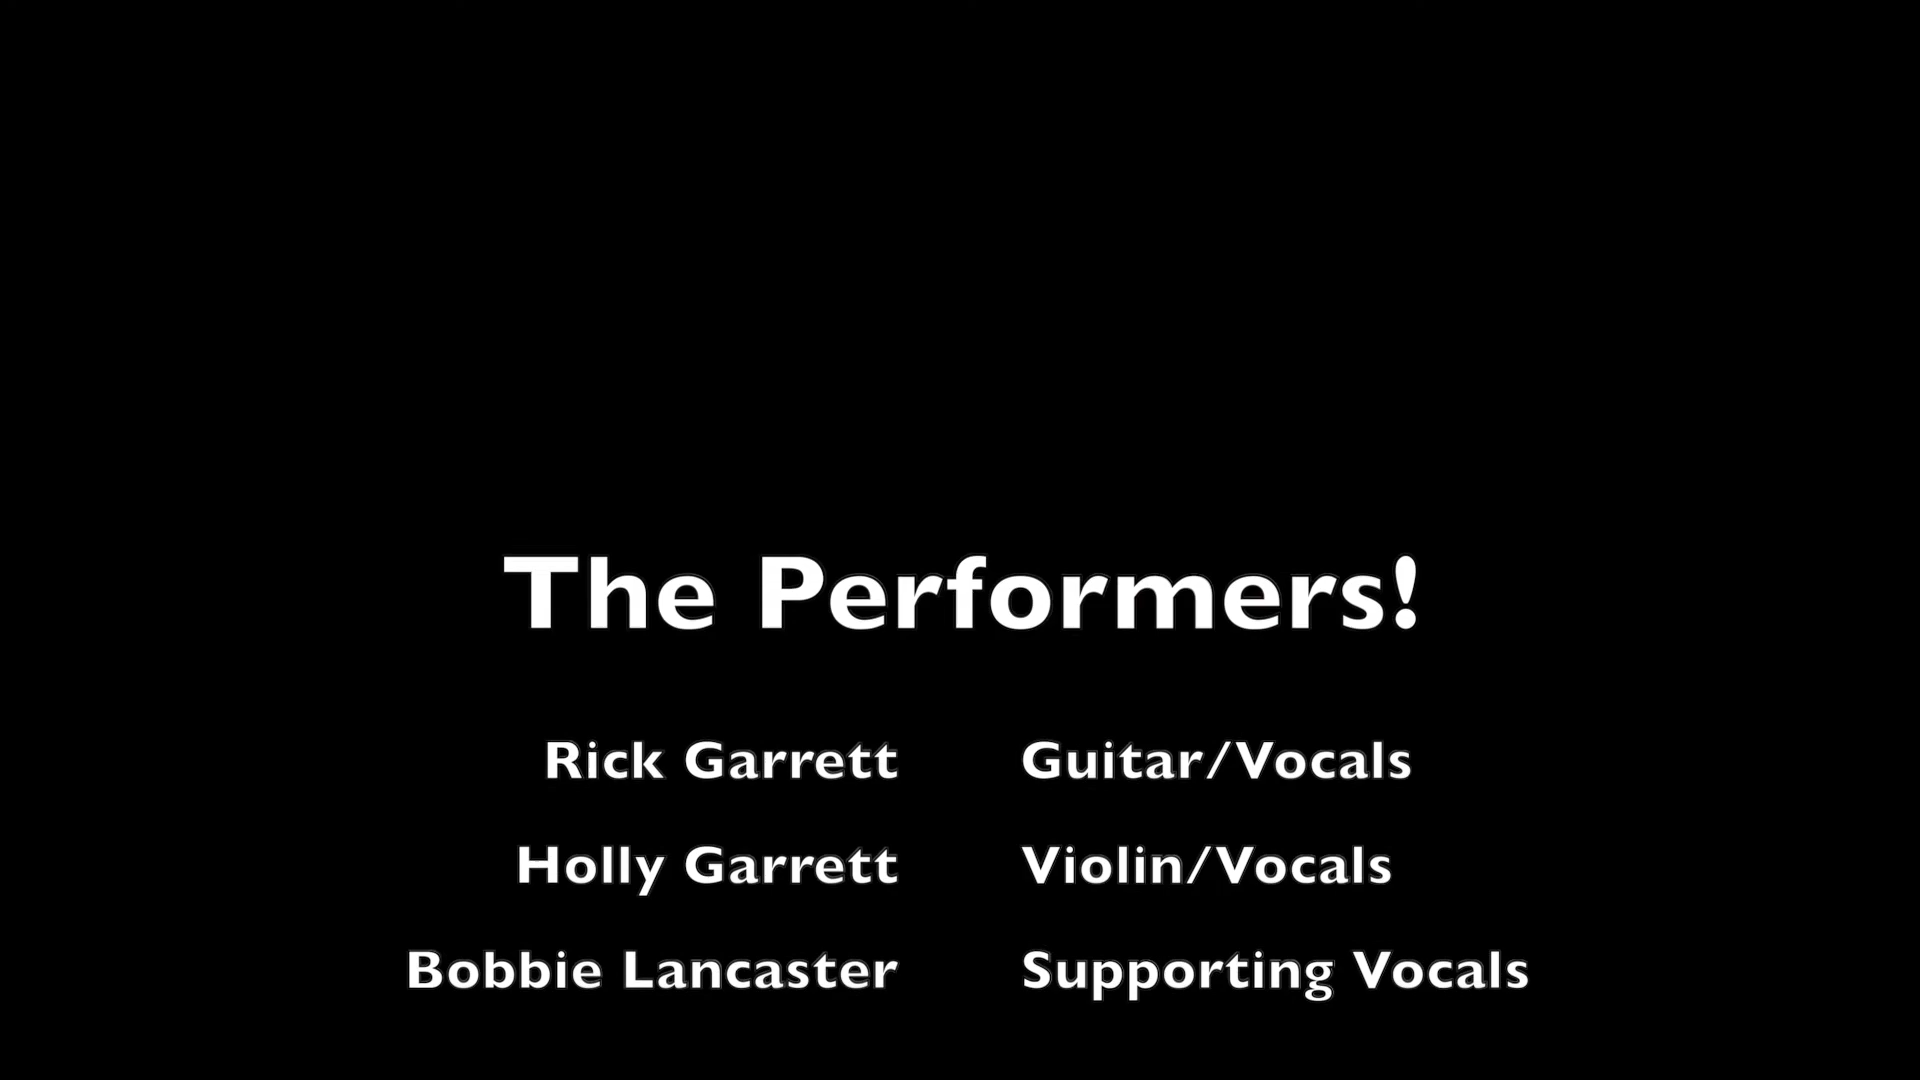 The Performers!
Rick Garrett Guitar/Vocals
Holly Garrett Violin/Vocals
Bobbie Lancaster Supporting Vocals